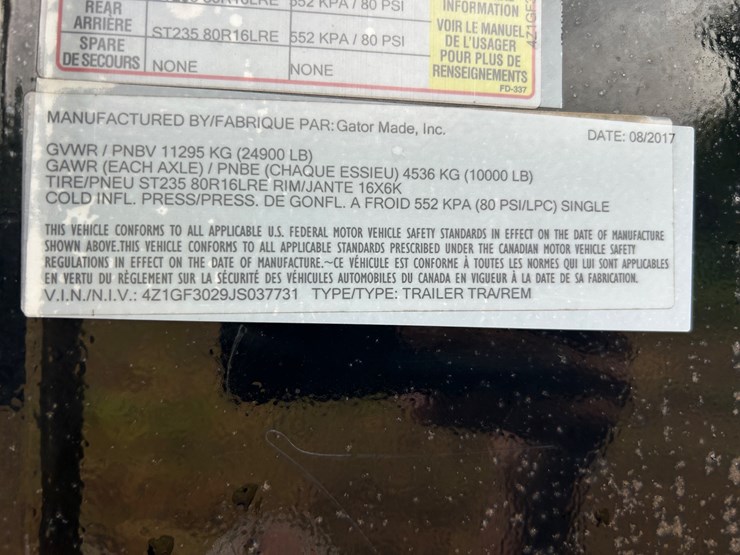 REAR
ARRIÈRE
ST235 80R16LRE
552 KPA / 80 PSI
552 KPA / 80 PSI
SPARE
DE SECOURS
NONE
NONE
INFORMATION
VOIR LE MANUEL
DE L'USAGER
POUR PLUS DE
RENSEIGNEMENTS
FD-337
MANUFACTURED BY/FABRIQUE PAR: Gator Made, Inc.
DATE: 08/2017
GVWR / PNBV 11295 KG (24900 LB)
GAWR (EACH AXLE) / PNBE (CHAQUE ESSIEU) 4536 KG (10000 LB)
TIRE/PNEU ST235 80R16LRE RIM/JANTE 16X6K
COLD INFL. PRESS/PRESS. DE GONFL. A FROID 552 KPA (80 PSI/LPC) SINGLE
THIS VEHICLE CONFORMS TO ALL APPLICABLE U.S. FEDERAL MOTOR VEHICLE SAFETY STANDARDS IN EFFECT ON THE DATE OF MANUFACTURE
SHOWN ABOVE.THIS VEHICLE CONFORMS TO ALL APPLICABLE STANDARDS PRESCRIBED UNDER THE CANADIAN MOTOR VEHICLE SAFETY
REGULATIONS IN EFFECT ON THE DATE OF MANUFACTURE.~CE VÉHICULE EST CONFORME À TOUTES LES NORMES QUI LUI SONT APPLICABLES
EN VERTU DU RÈGLEMENT SUR LA SÉCURITÉ DES VÉHICULES AUTOMOBILES DU CANADA EN VIGUEUR À LA DATE DE SA FABRICATION.
V.I.N./N.I.V.: 4Z1GF3029JS037731 TYPE/TYPE: TRAILER TRA/REM